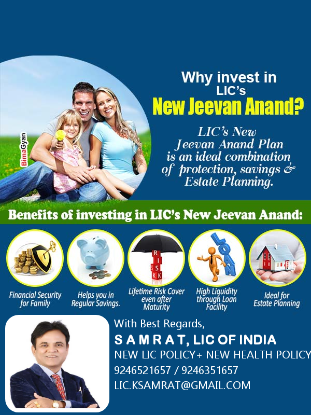 Why invest in
LIC's
New Jeevan Anand?
BimaGyan
LIC's New
Jeevan Anand Plan
is an ideal combination
of protection, savings &
Estate Planning.
Benefits of investing in LIC's New Jeevan Anand:
RISK
Financial Security
for Family
Helps you in
Regular Savings.
Lifetime Risk Cover
even after
Maturity
High Liquidity
through Loan
Facility
Ideal for
Estate Planning
With Best Regards,
S A M R A T, LIC OF INDIA
NEW LIC POLICY+ NEW HEALTH POLICY
9246521657 / 9246351657
LIC.KSAMRAT@GMAIL.COM